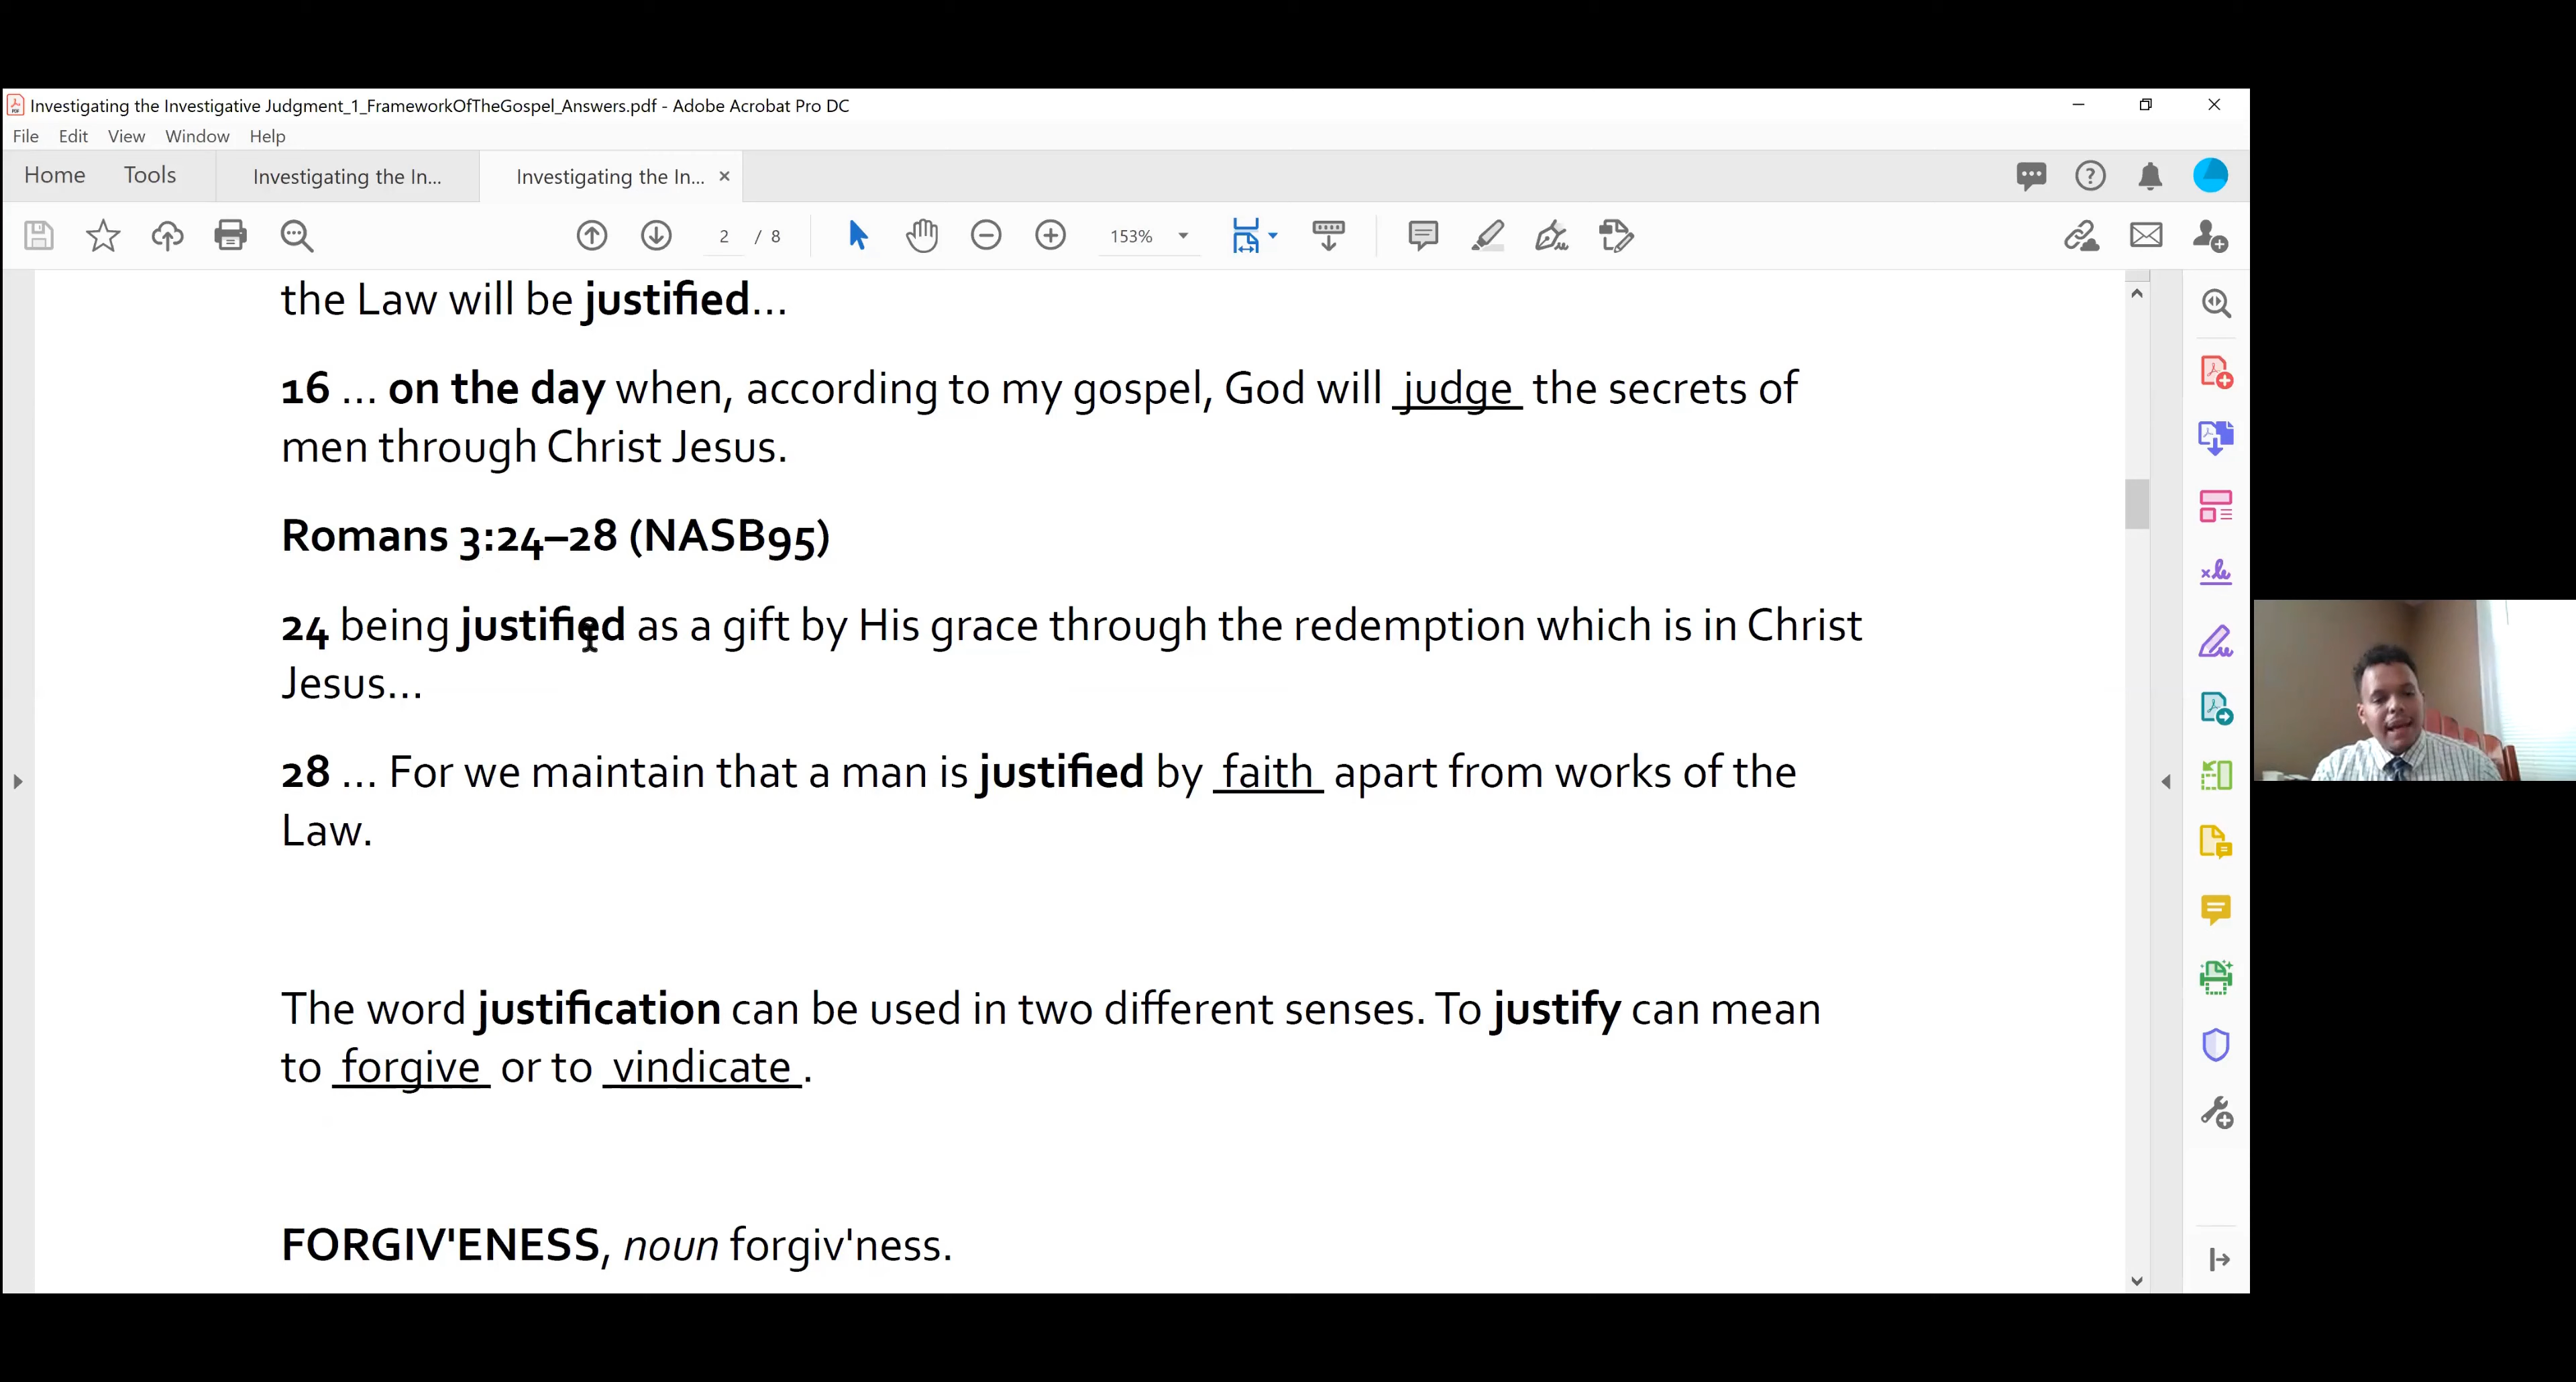 Investigating the Investigative Judgment_1_FrameworkOfTheGospel_Answers.pdf - Adobe Acrobat Pro DC
File Edit View Window Help
Home Tools Investigating the In... Investigating the In...
2 / 8 153%
the Law will be justified...
16 ... on the day when, according to my gospel, God will judge the secrets of
men through Christ Jesus.
Romans 3:24–28 (NASB95)
24 being justified as a gift by His grace through the redemption which is in Christ
Jesus...
28 ... For we maintain that a man is justified by faith apart from works of the
Law.
The word justification can be used in two different senses. To justify can mean
to forgive or to vindicate.
FORGIV'ENESS, noun forgiv'ness.